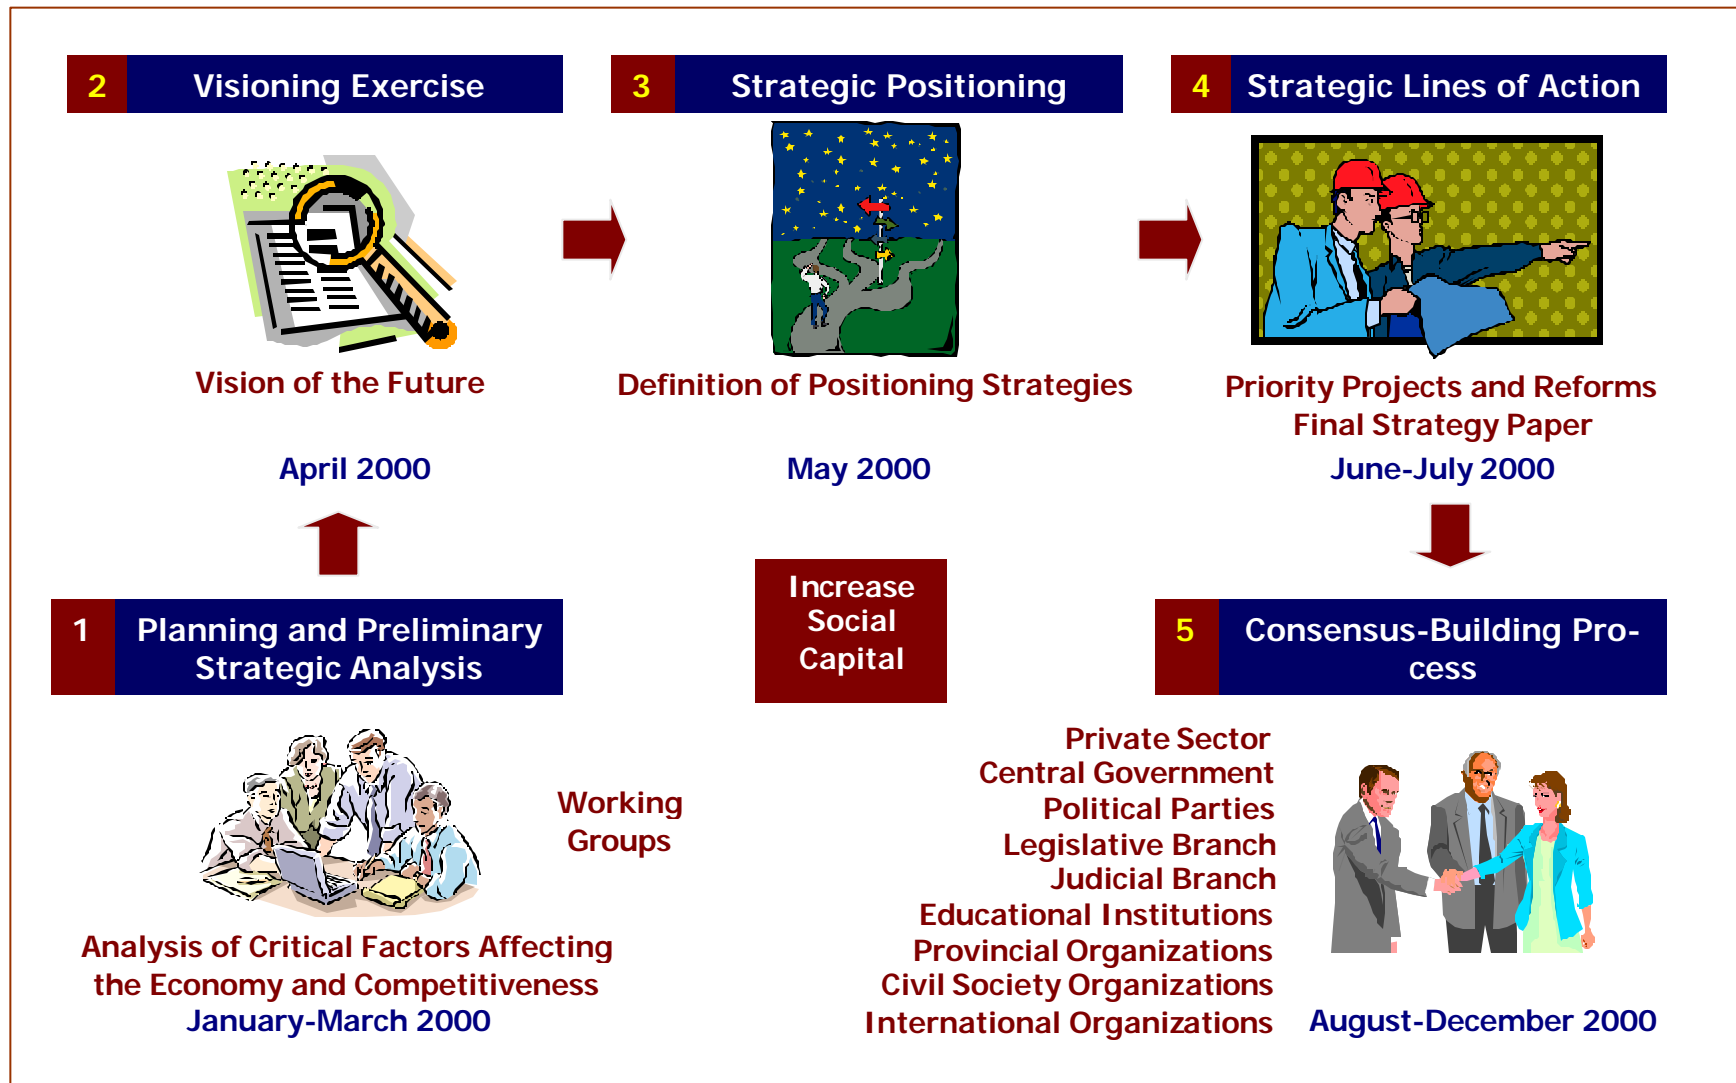 2 Visioning Exercise
Vision of the Future
April 2000
3 Strategic Positioning
Definition of Positioning Strategies
May 2000
4 Strategic Lines of Action
Priority Projects and Reforms
Final Strategy Paper
June-July 2000
1 Planning and Preliminary
Strategic Analysis
Working
Groups
Analysis of Critical Factors Affecting
the Economy and Competitiveness
January-March 2000
Increase
Social
Capital
5 Consensus-Building Pro-
cess
Private Sector
Central Government
Political Parties
Legislative Branch
Judicial Branch
Educational Institutions
Provincial Organizations
Civil Society Organizations
International Organizations
August-December 2000